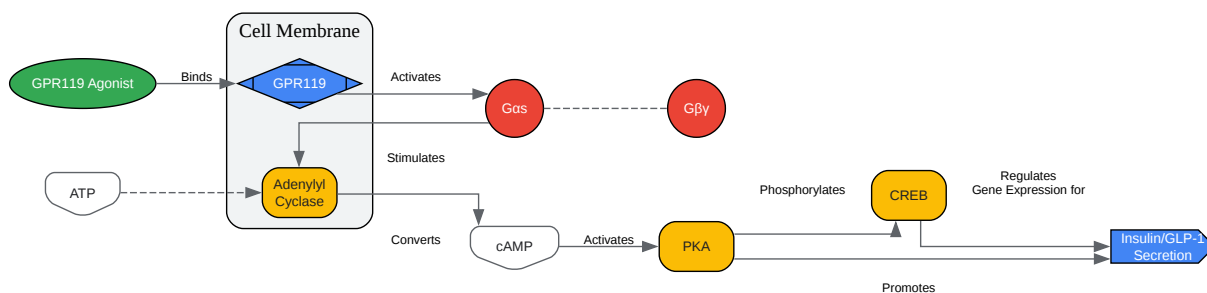 Cell Membrane
GPR119 Agonist
Binds
GPR119
Activates
Gαs
Gβγ
Stimulates
ATP
Adenylyl
Cyclase
Converts
cAMP
Activates
PKA
Phosphorylates
CREB
Regulates
Gene Expression for
Insulin/GLP-1
Secretion
Promotes